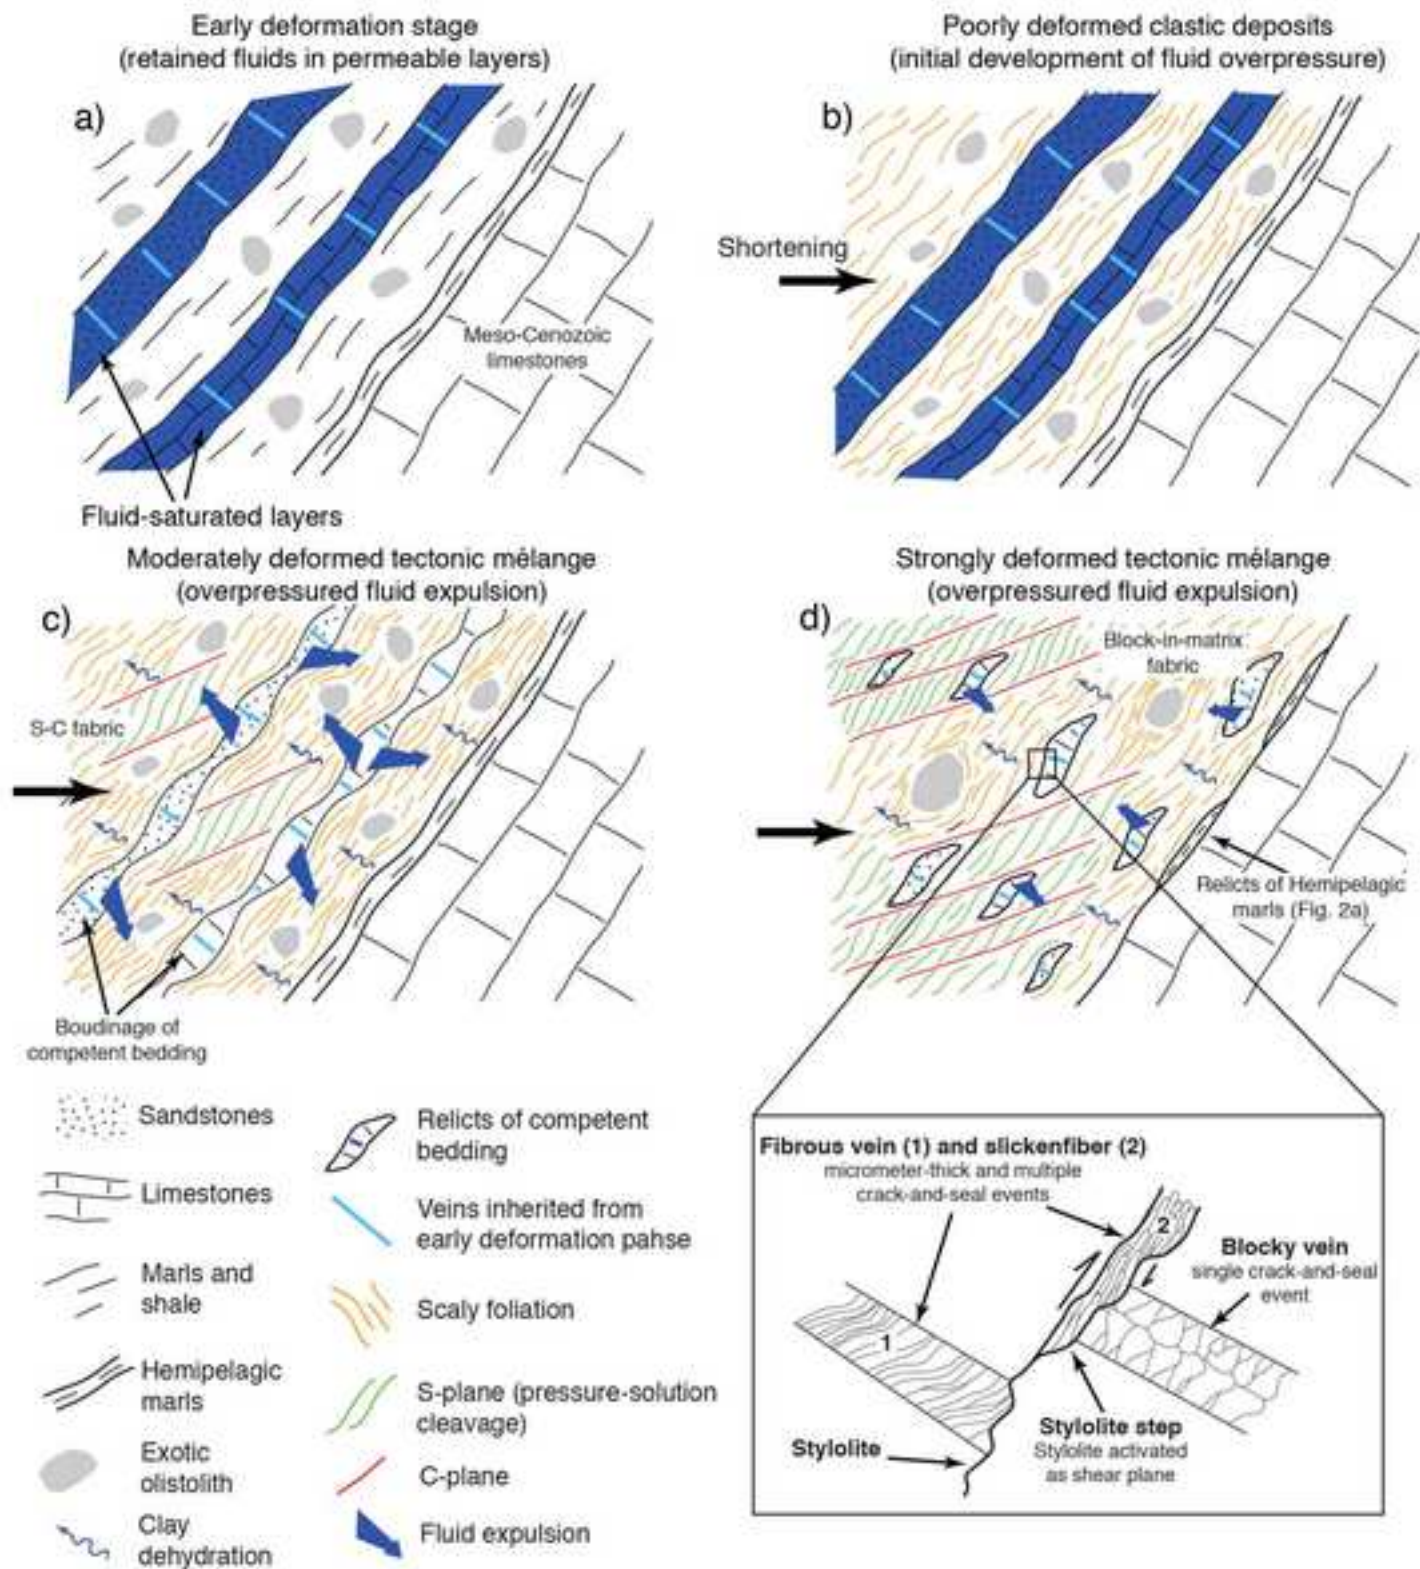 Early deformation stage
(retained fluids in permeable layers)
Poorly deformed clastic deposits
(initial development of fluid overpressure)
a)
b)
Shortening
Meso-Cenozoic
limestones
Fluid-saturated layers
Moderately deformed tectonic mélange
(overpressured fluid expulsion)
Strongly deformed tectonic mélange
(overpressured fluid expulsion)
c)
d)
S-C fabric
Block-in-matrix
fabric
Relicts of Hemipelagic
marls (Fig. 2a)
Boudinage of
competent bedding
Sandstones
Limestones
Marls and
shale
Hemipelagic
marls
Exotic
olistolith
Clay
dehydration
Relicts of competent
bedding
Veins inherited from
early deformation pahse
Scaly foliation
S-plane (pressure-solution
cleavage)
C-plane
Fluid expulsion
Fibrous vein (1) and slickenfiber (2)
micrometer-thick and multiple
crack-and-seal events
2
Blocky vein
single crack-and-seal
event
1
Stylolite step
Stylolite activated
as shear plane
Stylolite